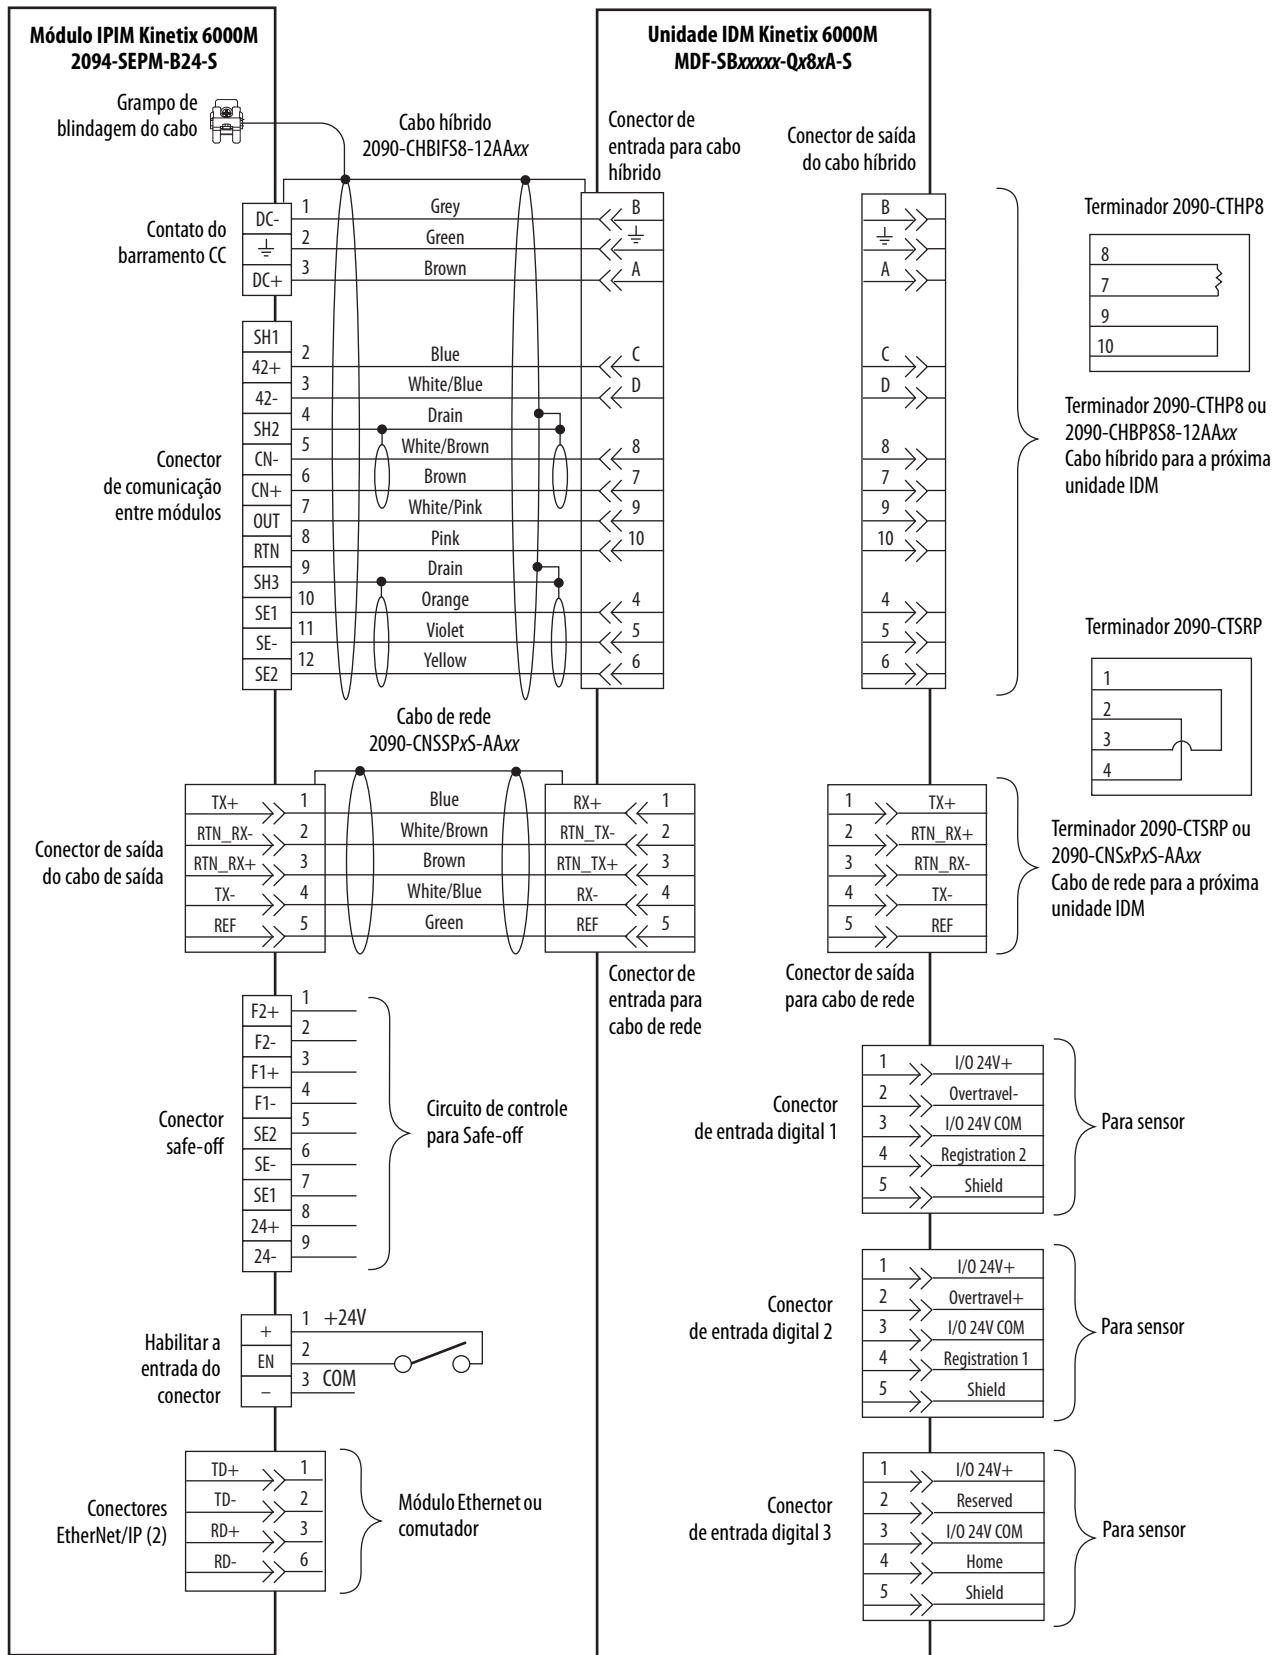 Módulo IPIM Kinetix 6000M
2094-SEPM-B24-S
Unidade IDM Kinetix 6000M
MDF-SBxxxxx-Qx8xA-S
Grampo de
blindagem do cabo
Cabo híbrido
2090-CHBIFS8-12AAxx
Conector de
entrada para cabo
híbrido
Conector de saída
do cabo híbrido
Terminador 2090-CTHP8
8
7
9
10
Contato do
barramento CC
DC- 1 Grey B
2 Green
DC+ 3 Brown A
B
A
SH1
42+ 2 Blue C
42- 3 White/Blue D
SH2 4 Drain
CN- 5 White/Brown 8
CN+ 6 Brown 7
OUT 7 White/Pink 9
RTN 8 Pink 10
SH3 9 Drain
SE1 10 Orange 4
SE- 11 Violet 5
SE2 12 Yellow 6
Conector
de comunicação
entre módulos
C
D
8
7
9
10
4
5
6
Terminador 2090-CTHP8 ou
2090-CHBP8S8-12AAxx
Cabo híbrido para a próxima
unidade IDM
Terminador 2090-CTSRP
1
2
3
4
Cabo de rede
2090-CNSSPxS-AAxx
Conector de saída
do cabo de saída
TX+ 1 Blue RX+ 1
RTN_RX- 2 White/Brown RTN_TX- 2
RTN_RX+ 3 Brown RTN_TX+ 3
TX- 4 White/Blue RX- 4
REF 5 Green REF 5
Conector de
entrada para
cabo de rede
1 TX+
2 RTN_RX+
3 RTN_RX-
4 TX-
5 REF
Conector de saída
para cabo de rede
Terminador 2090-CTSRP ou
2090-CNSxPxS-AAxx
Cabo de rede para a próxima
unidade IDM
Conector
safe-off
F2+ 1
F2- 2
F1+ 3
F1- 4
SE2 5
SE- 6
SE1 7
24+ 8
24- 9
Circuito de controle
para Safe-off
Conector
de entrada digital 1
1 I/O 24V+
2 Overtravel-
3 I/O 24V COM
4 Registration 2
5 Shield
Para sensor
Conector
de entrada digital 2
1 I/O 24V+
2 Overtravel+
3 I/O 24V COM
4 Registration 1
5 Shield
Para sensor
Habilitar a
entrada do
conector
+ 1 +24V
EN 2
− 3 COM
Conectores
EtherNet/IP (2)
TD+ 1
TD- 2
RD+ 3
RD- 6
Módulo Ethernet ou
comutador
Conector
de entrada digital 3
1 I/O 24V+
2 Reserved
3 I/O 24V COM
4 Home
5 Shield
Para sensor